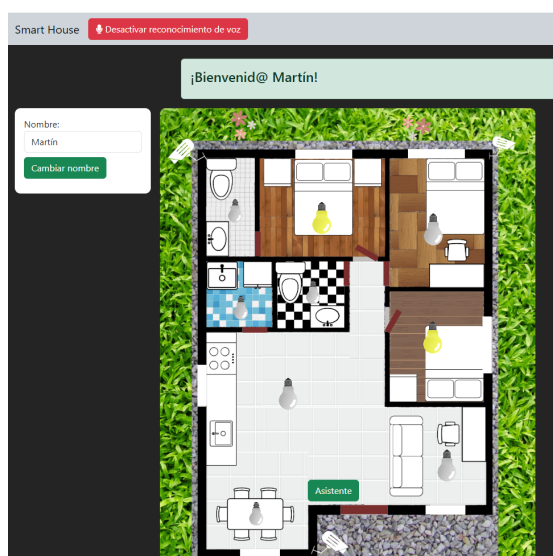 Smart House
Desactivar reconocimiento de voz
¡Bienvenid@ Martín!
Nombre:
Martín
Cambiar nombre
Asistente